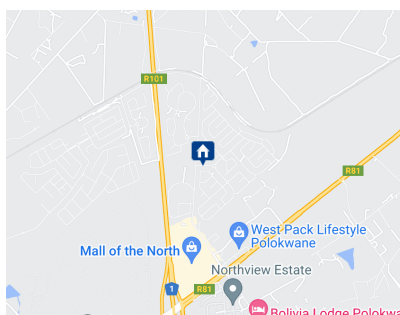 R101
R81
West Pack Lifestyle
Polokwane
Mall of the North
Northview Estate
1
R81
Bolivia Lodge Polokwa